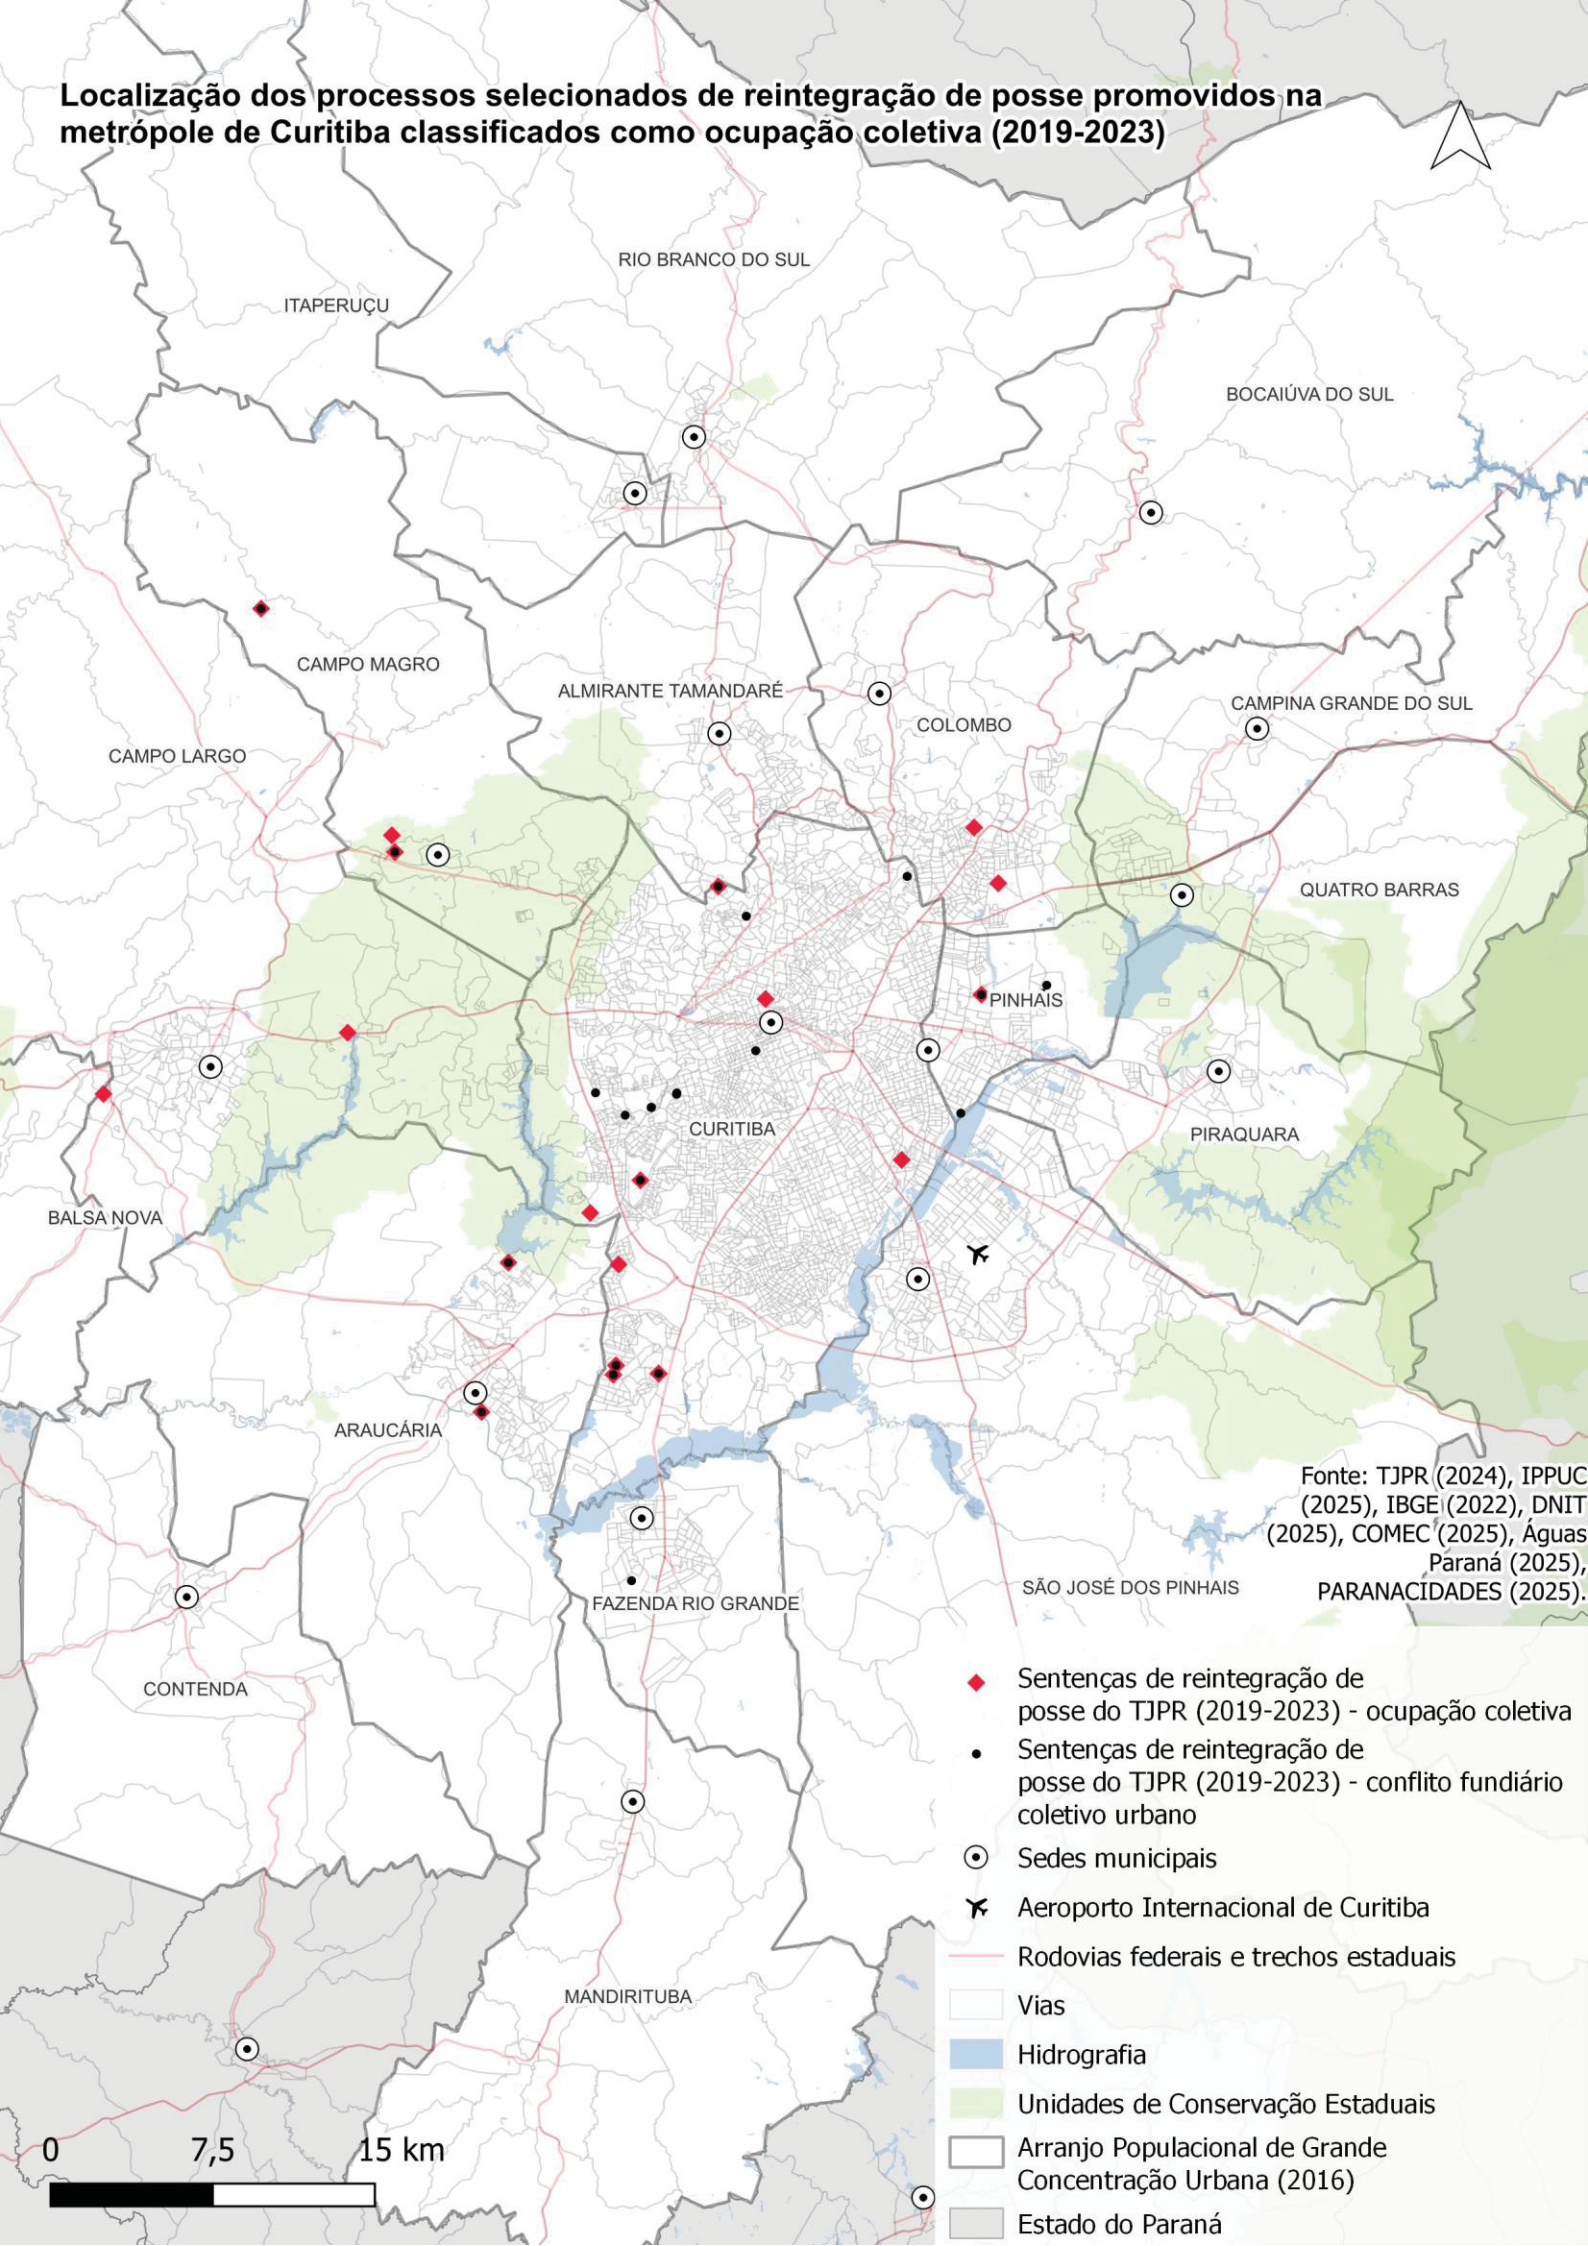 Localização dos processos selecionados de reintegração de posse promovidos na
metrópole de Curitiba classificados como ocupação coletiva (2019-2023)
RIO BRANCO DO SUL
ITAPERUÇU
BOCAIÚVA DO SUL
CAMPO MAGRO
ALMIRANTE TAMANDARÉ
CAMPINA GRANDE DO SUL
COLOMBO
CAMPO LARGO
QUATRO BARRAS
PINHAIS
CURITIBA
PIRAQUARA
BALSA NOVA
ARAUCÁRIA
Fonte: TJPR (2024), IPPUC
(2025), IBGE (2022), DNIT
(2025), COMEC (2025), Águas
Paraná (2025),
PARANACIDADES (2025).
SÃO JOSÉ DOS PINHAIS
FAZENDA RIO GRANDE
CONTENDA
MANDIRITUBA
Sentenças de reintegração de
posse do TJPR (2019-2023) - ocupação coletiva
Sentenças de reintegração de
posse do TJPR (2019-2023) - conflito fundiário
coletivo urbano
Sedes municipais
Aeroporto Internacional de Curitiba
Rodovias federais e trechos estaduais
Vias
Hidrografia
Unidades de Conservação Estaduais
Arranjo Populacional de Grande
Concentração Urbana (2016)
Estado do Paraná
0 7,5 15 km